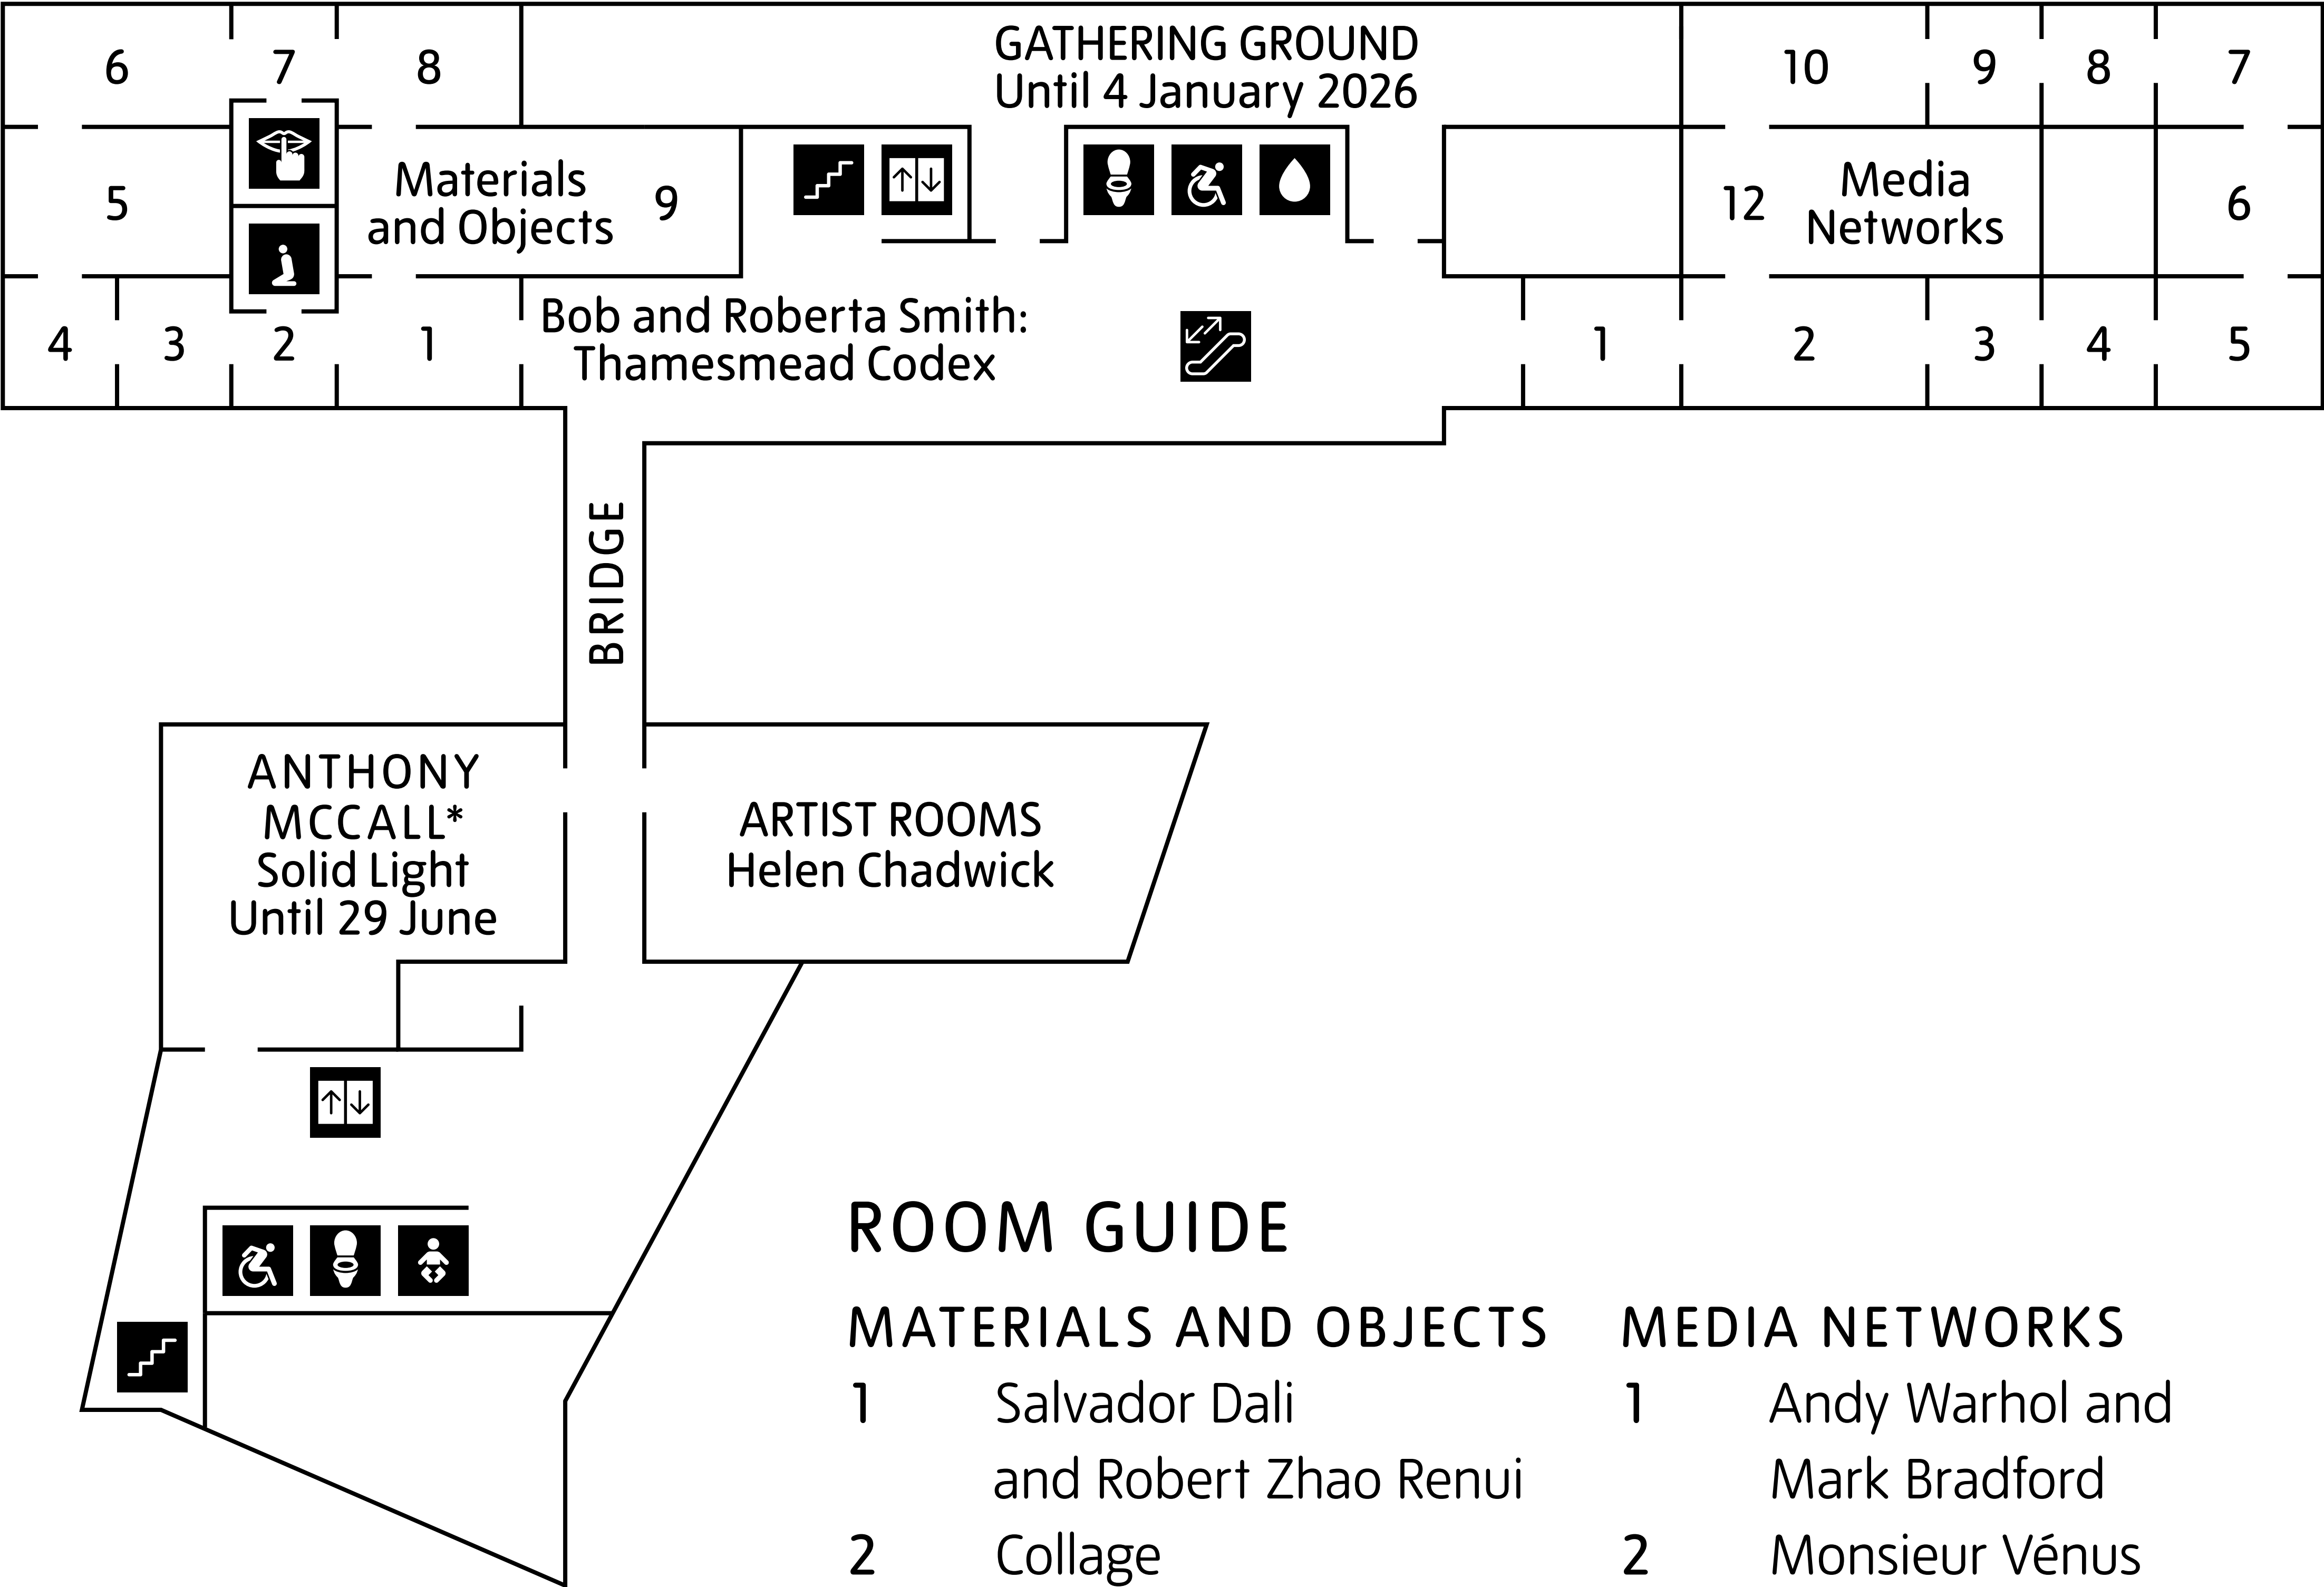 6
7
8
GATHERING GROUND
Until 4 January 2026
10
9
8
7
5
Materials
and Objects
9
12
Media
Networks
6
4
3
2
1
Bob and Roberta Smith:
Thamesmead Codex
1
2
3
4
5
BRIDGE
ANTHONY
MCCALL*
Solid Light
Until 29 June
ARTIST ROOMS
Helen Chadwick
ROOM GUIDE
MATERIALS AND OBJECTS
1 Salvador Dali
and Robert Zhao Renui
2 Collage
MEDIA NETWORKS
1 Andy Warhol and
Mark Bradford
2 Monsieur Vénus